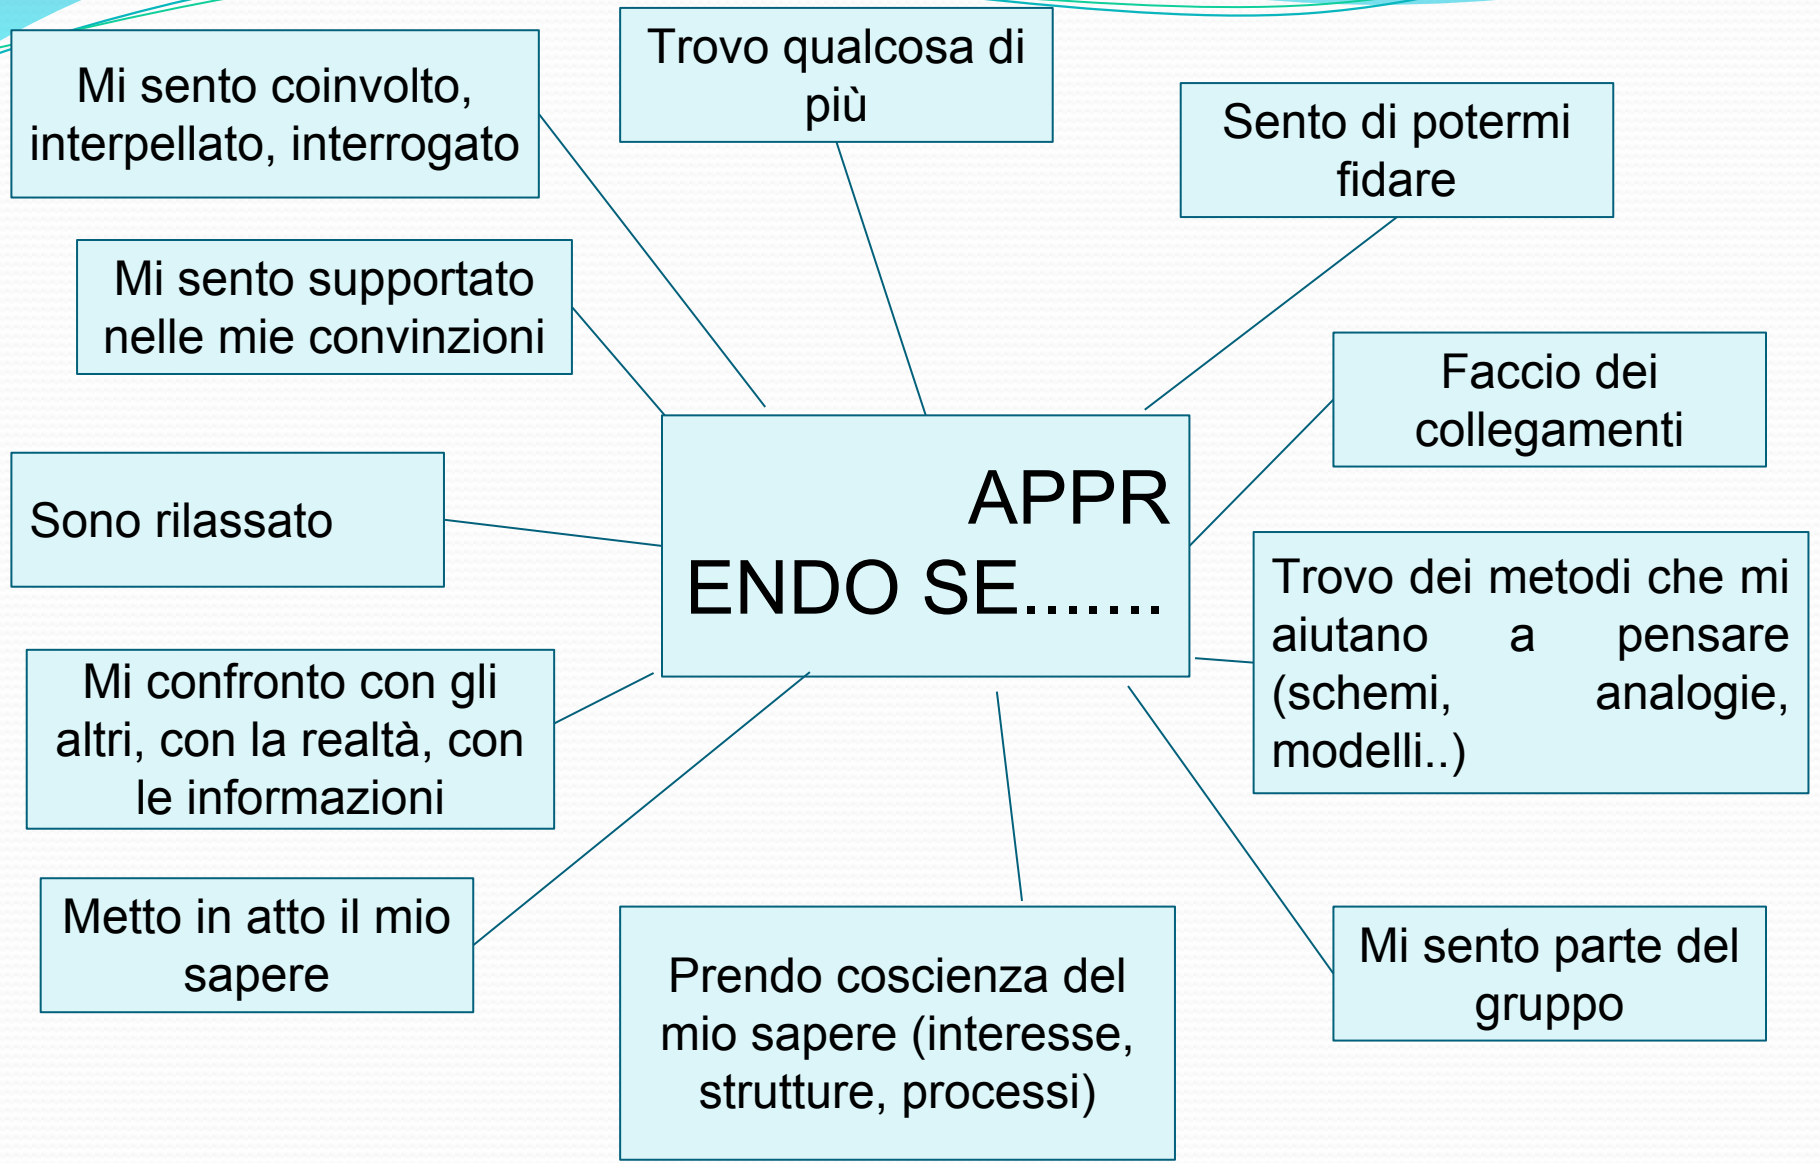 Mi sento coinvolto,
interpellato, interrogato
Trovo qualcosa di
più
Sento di potermi
fidare
Mi sento supportato
nelle mie convinzioni
Faccio dei
collegamenti
APPR
ENDO SE.......
Sono rilassato
Trovo dei metodi che mi
aiutano a pensare
(schemi, analogie,
modelli..)
Mi confronto con gli
altri, con la realtà, con
le informazioni
Metto in atto il mio
sapere
Prendo coscienza del
mio sapere (interesse,
strutture, processi)
Mi sento parte del
gruppo